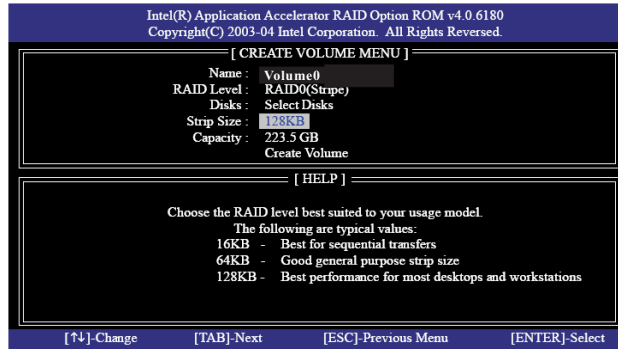 Intel(R) Application Accelerator RAID Option ROM v4.0.6180
Copyright(C) 2003-04 Intel Corporation. All Rights Reversed.
[ CREATE VOLUME MENU ]
Name : Volume0
RAID Level : RAID0(Stripe)
Disks : Select Disks
Strip Size : 128KB
Capacity : 223.5 GB
Create Volume
[ HELP ]
Choose the RAID level best suited to your usage model.
The following are typical values:
16KB - Best for sequential transfers
64KB - Good general purpose strip size
128KB - Best performance for most desktops and workstations
[↑↓]-Change [TAB]-Next [ESC]-Previous Menu [ENTER]-Select